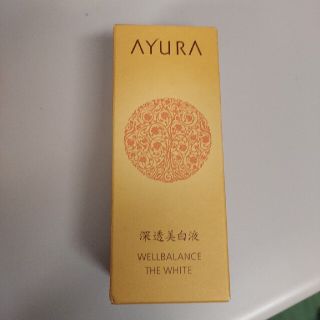 AYURA
深透美白液
WELLBALANCE
THE WHITE